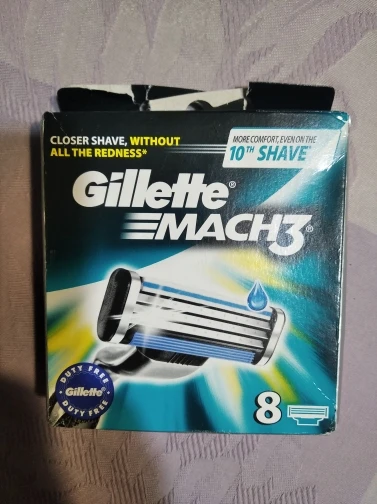 CLOSER SHAVE, WITHOUT
ALL THE REDNESS*
MORE COMFORT, EVEN ON THE
10TH SHAVE*
Gillette®
MACH3®
DUTY FREE
Gillette®
DUTY FREE
8